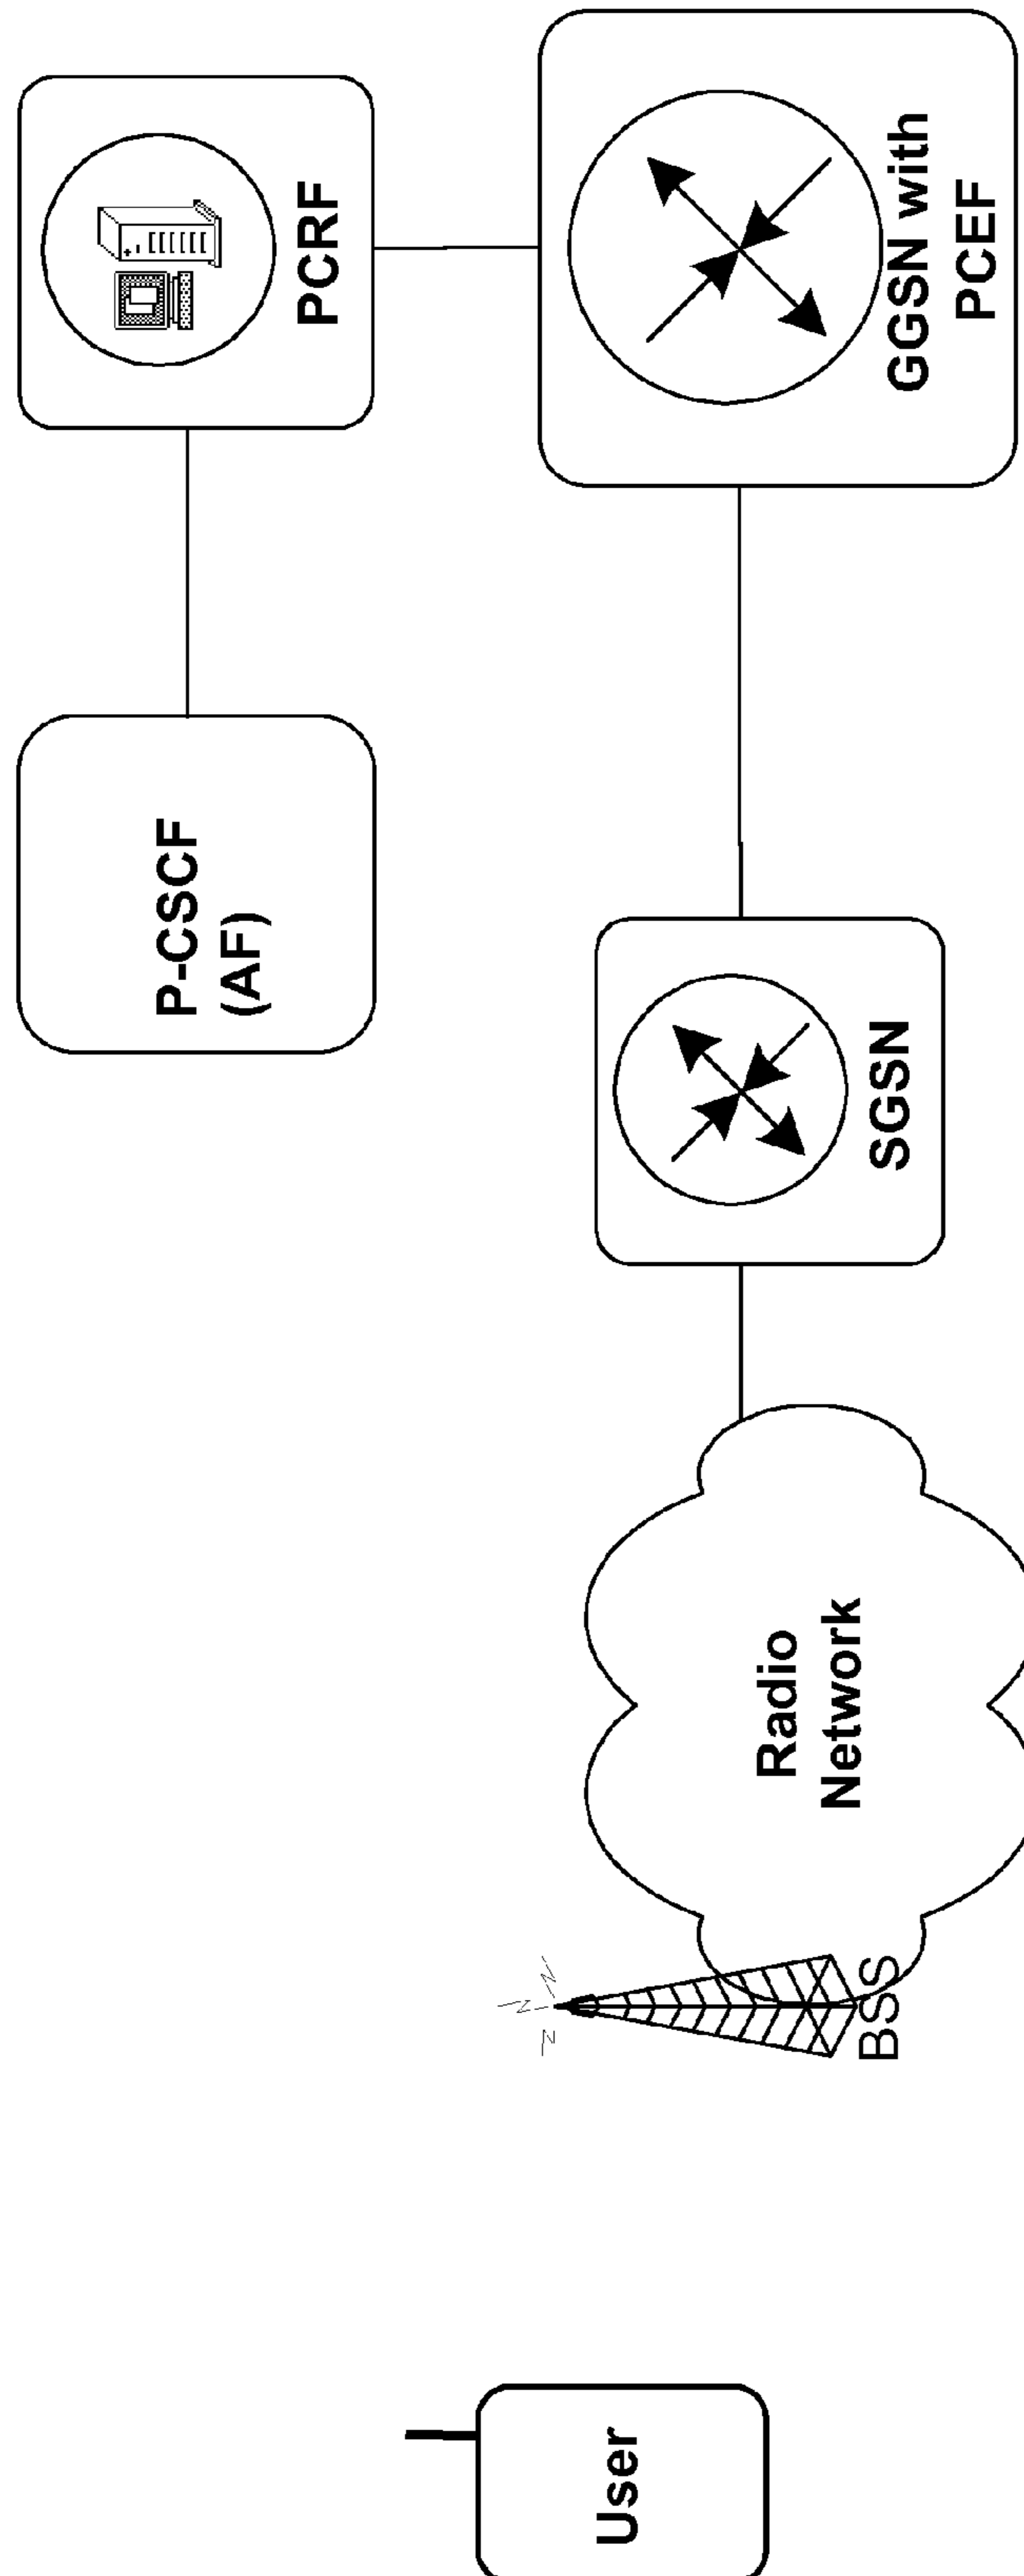 P-CSCF
(AF)
PCRF
User
BSS
Radio
Network
SGSN
GGSN with
PCEF